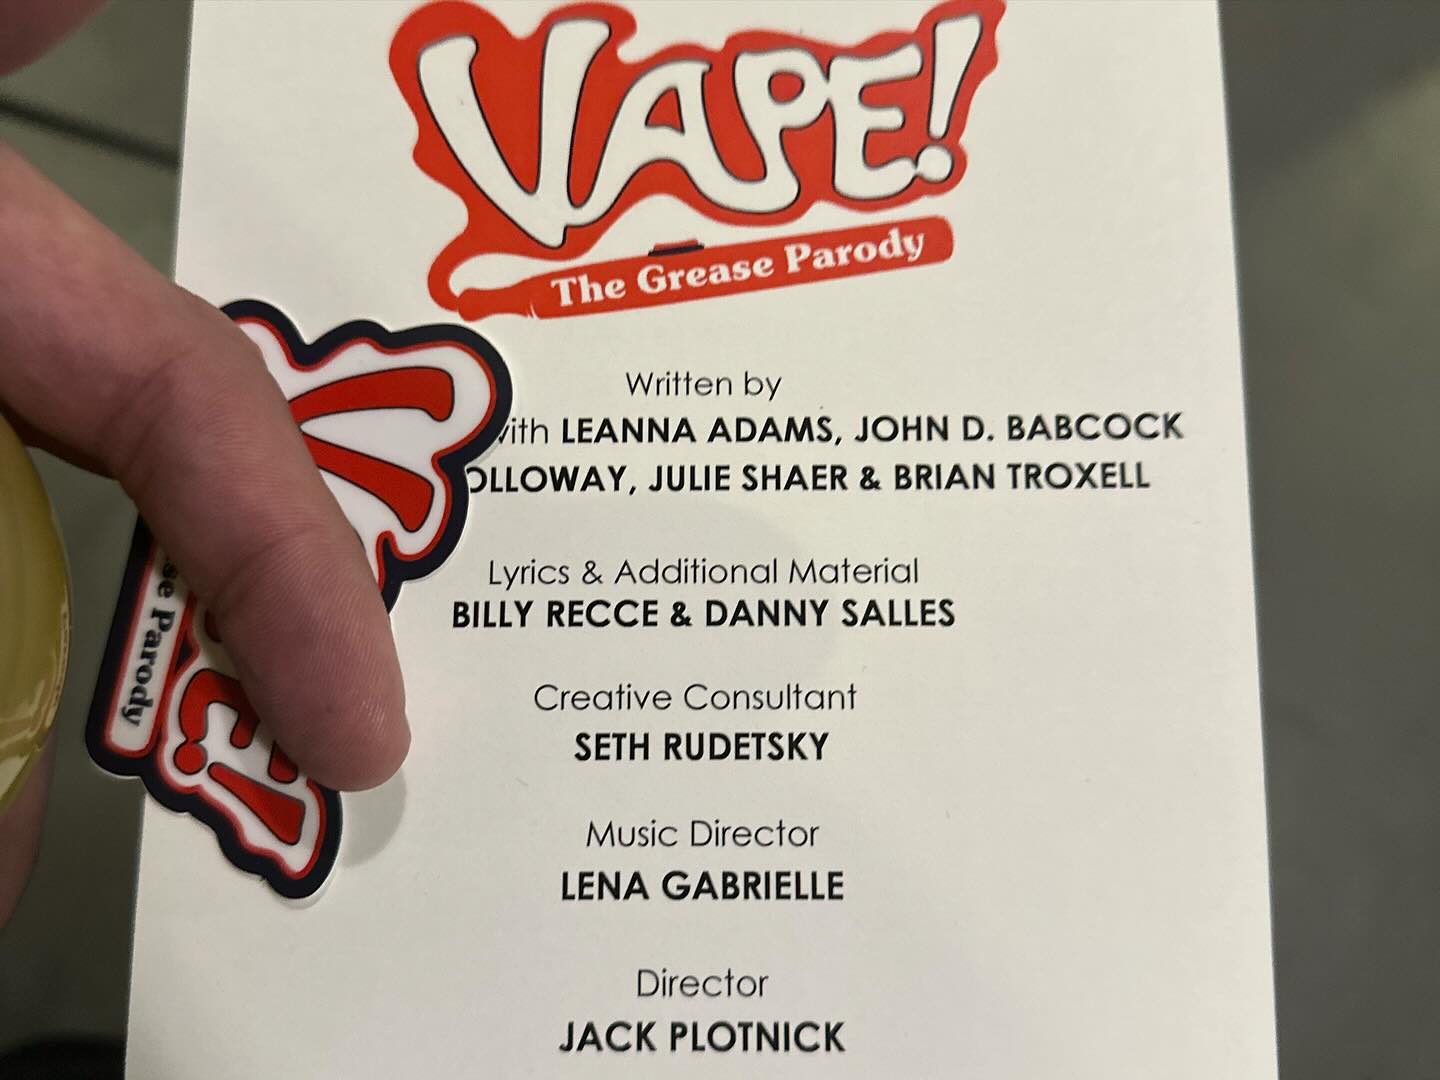 VAPE!
The Grease Parody
Written by
with LEANNA ADAMS, JOHN D. BABCOCK
OLLOWAY, JULIE SHAER & BRIAN TROXELL
Lyrics & Additional Material
BILLY RECCE & DANNY SALLES
Creative Consultant
SETH RUDETSKY
Music Director
LENA GABRIELLE
Director
JACK PLOTNICK
Parody